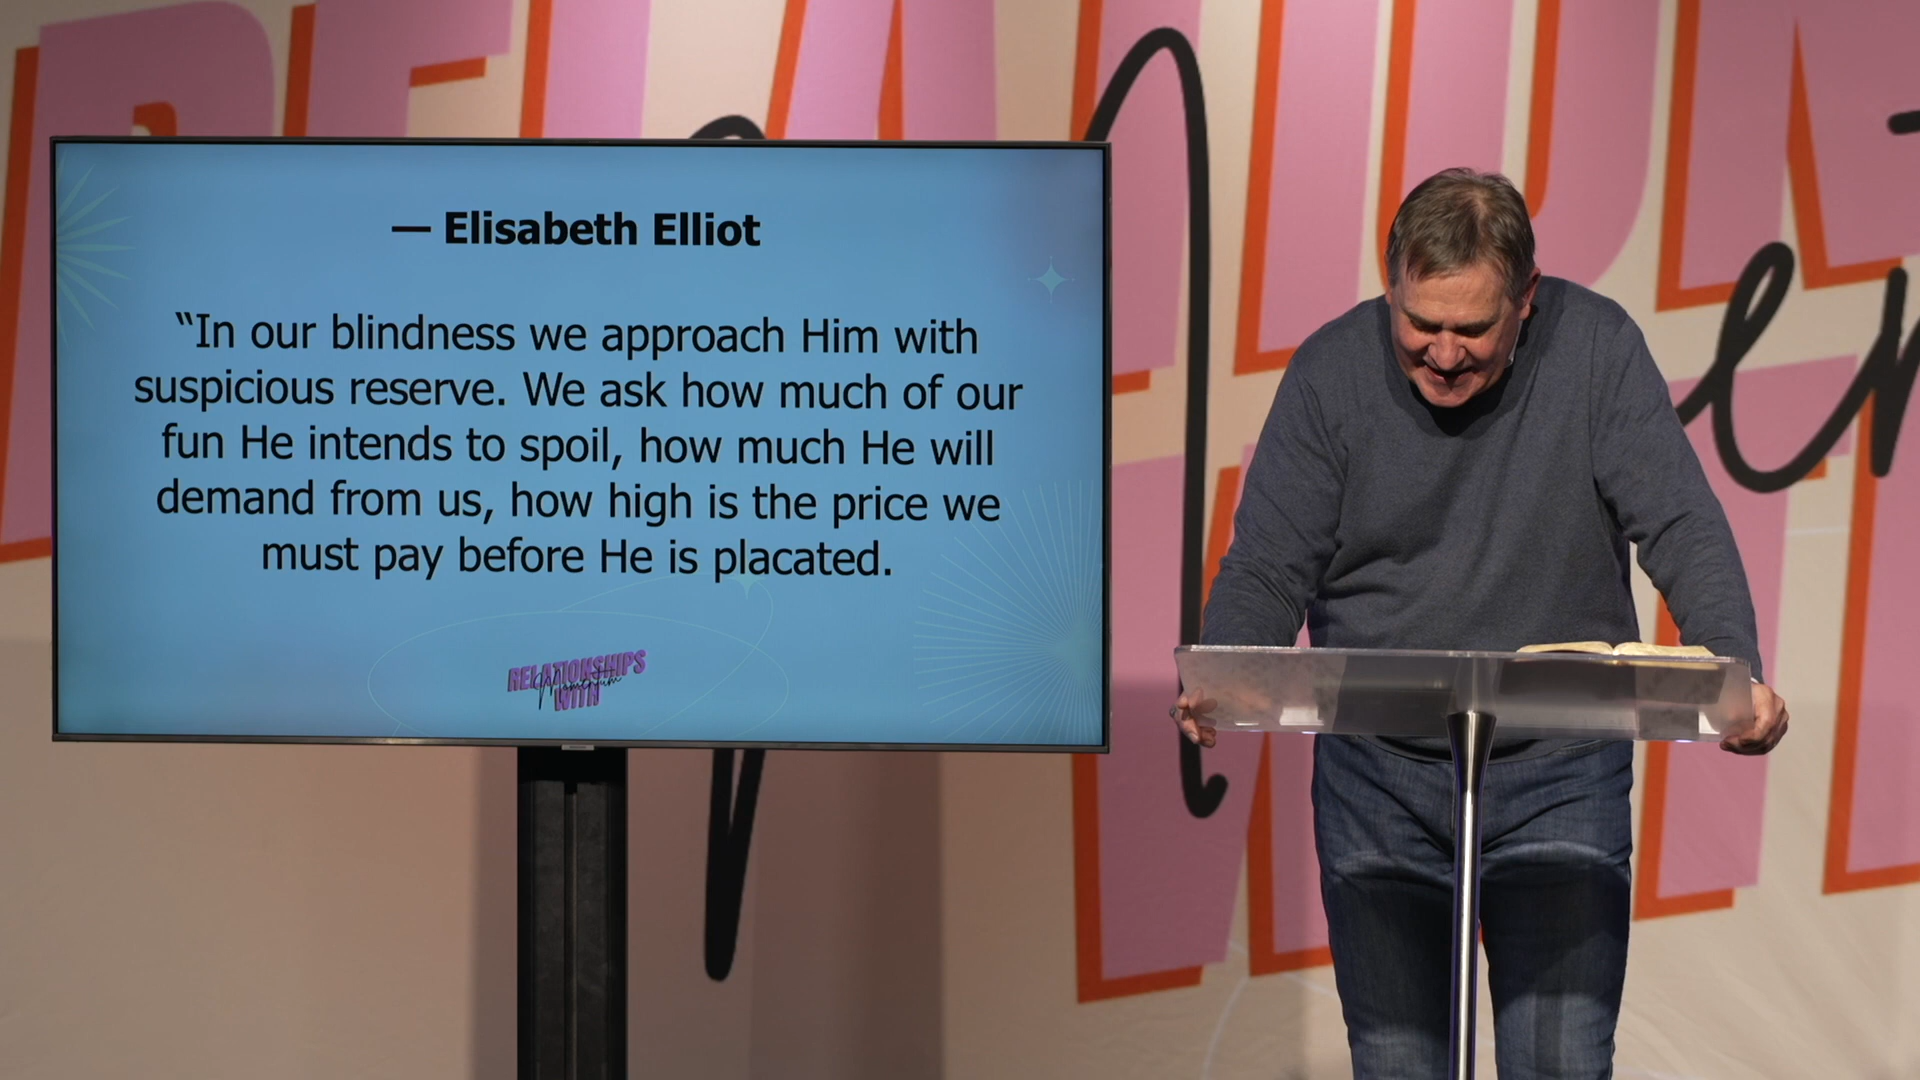 — Elisabeth Elliot
“In our blindness we approach Him with
suspicious reserve. We ask how much of our
fun He intends to spoil, how much He will
demand from us, how high is the price we
must pay before He is placated.
RELATIONSHIPS
Momentum
WITH